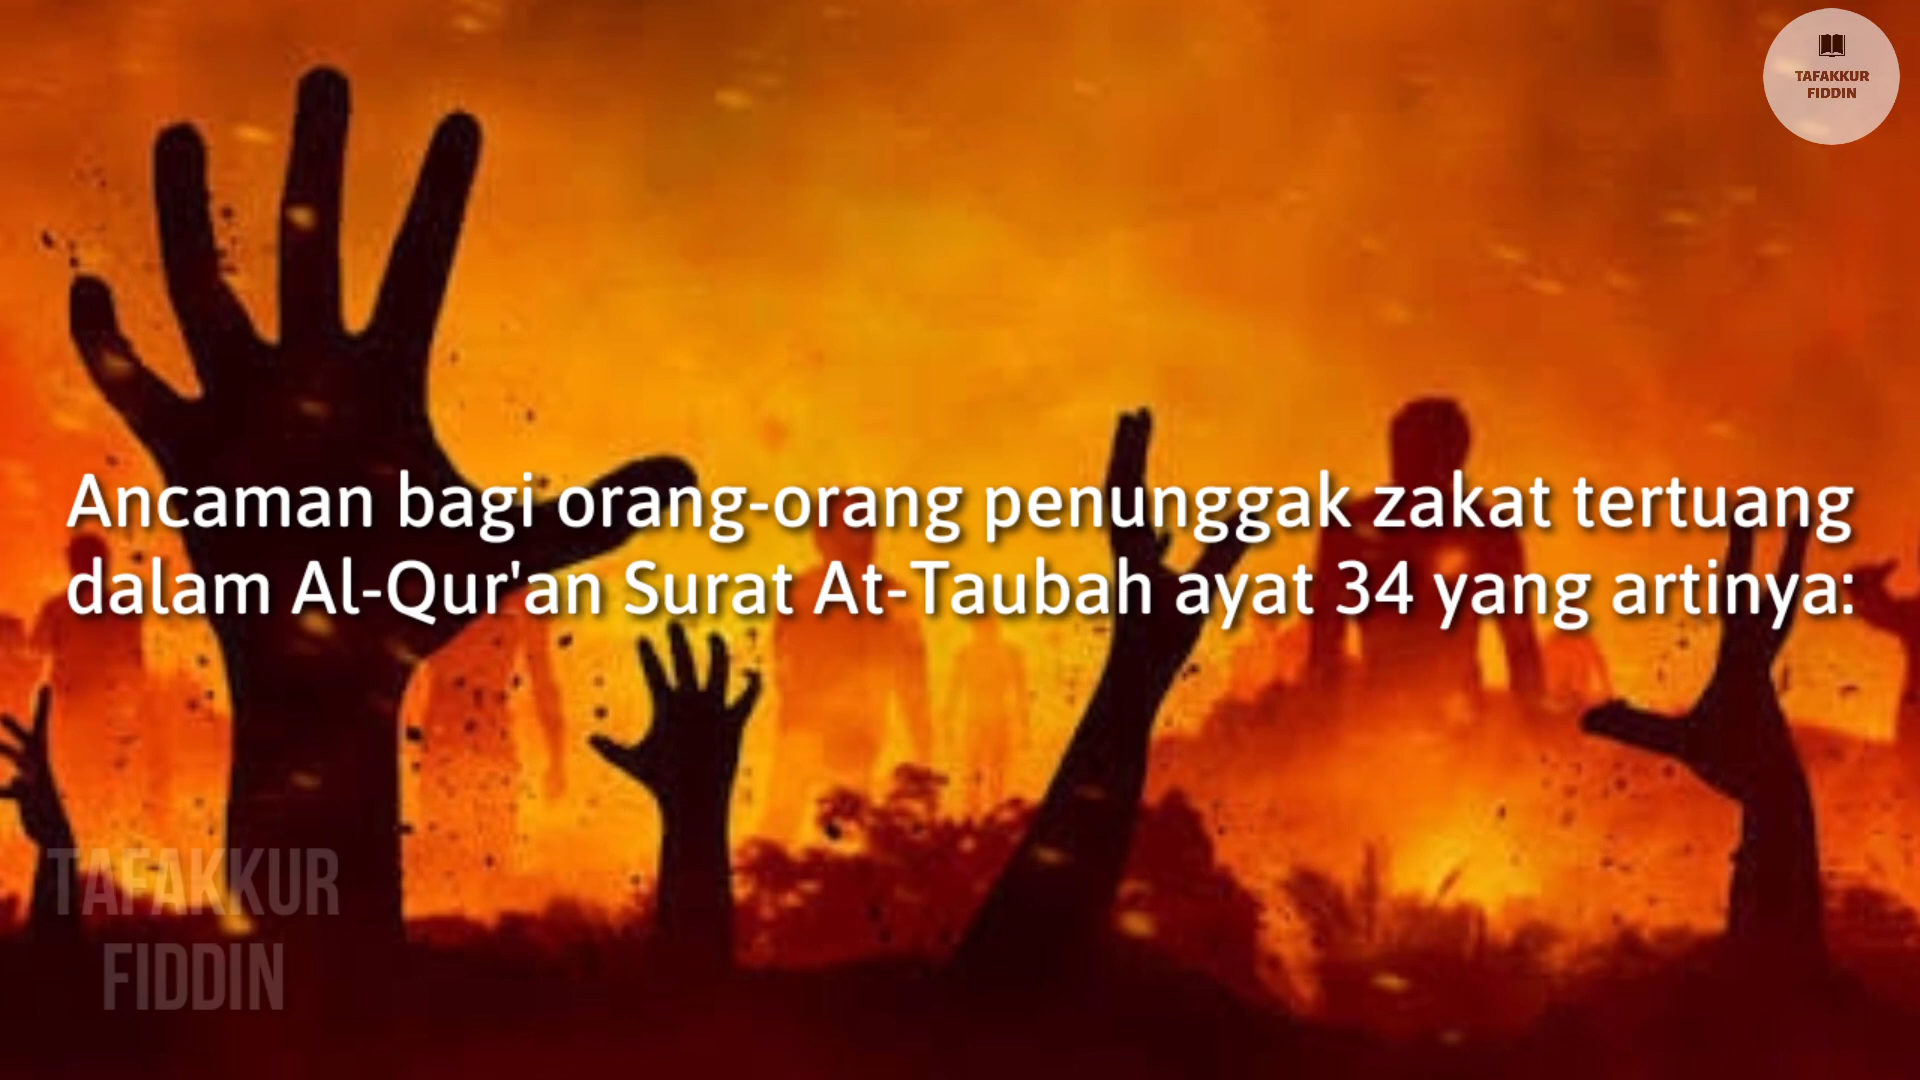 TAFAKKUR
FIDDIN
Ancaman bagi orang-orang penunggak zakat tertuang
dalam Al-Qur'an Surat At-Taubah ayat 34 yang artinya:
TAFAKKUR
FIDDIN